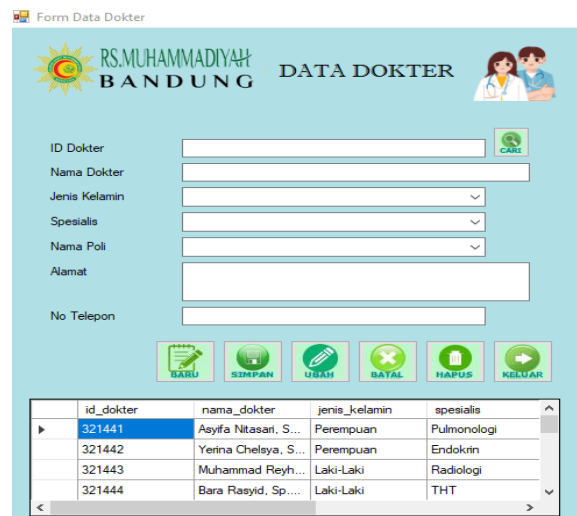 Form Data Dokter
RS.MUHAMMADIYAH
BANDUNG
DATA DOKTER
ID Dokter
CARI
Nama Dokter
Jenis Kelamin
Spesialis
Nama Poli
Alamat
No Telepon
BARU SIMPAN UBAH BATAL HAPUS KELUAR
id_dokter nama_dokter jenis_kelamin spesialis
321441 Asyifa Nitasari, S... Perempuan Pulmonologi
321442 Yerina Chelsya, S... Perempuan Endokrin
321443 Muhammad Reyh... Laki-Laki Radiologi
321444 Bara Rasyid, Sp.... Laki-Laki THT